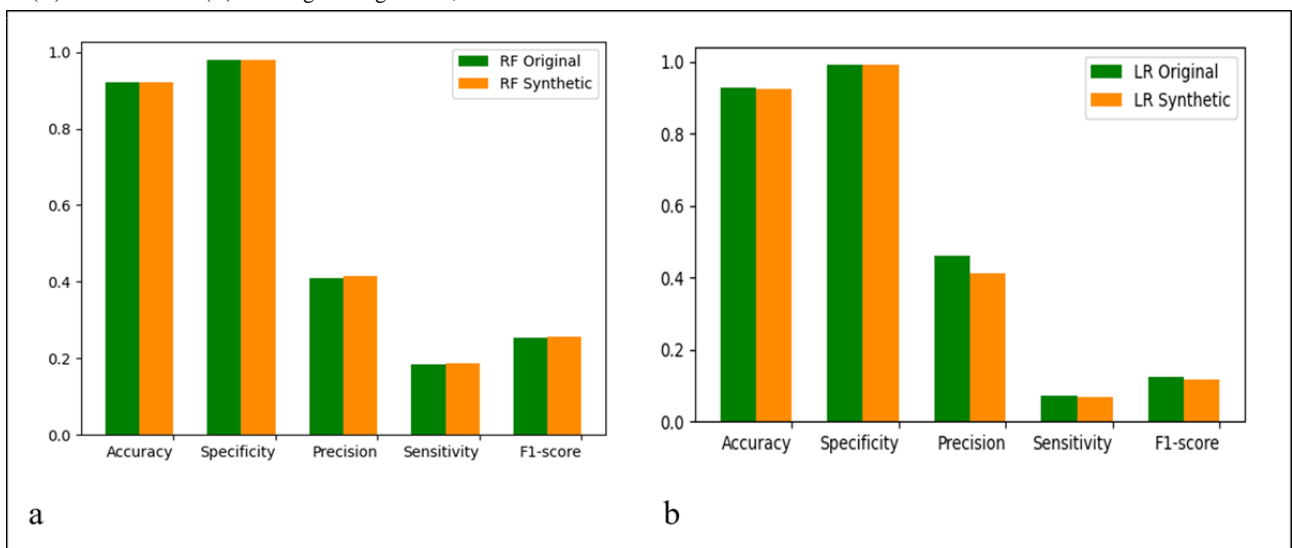 1.0
0.8
0.6
0.4
0.2
0.0
RF Original
RF Synthetic
Accuracy Specificity Precision Sensitivity F1-score
a
1.0
0.8
0.6
0.4
0.2
0.0
LR Original
LR Synthetic
Accuracy Specificity Precision Sensitivity F1-score
b